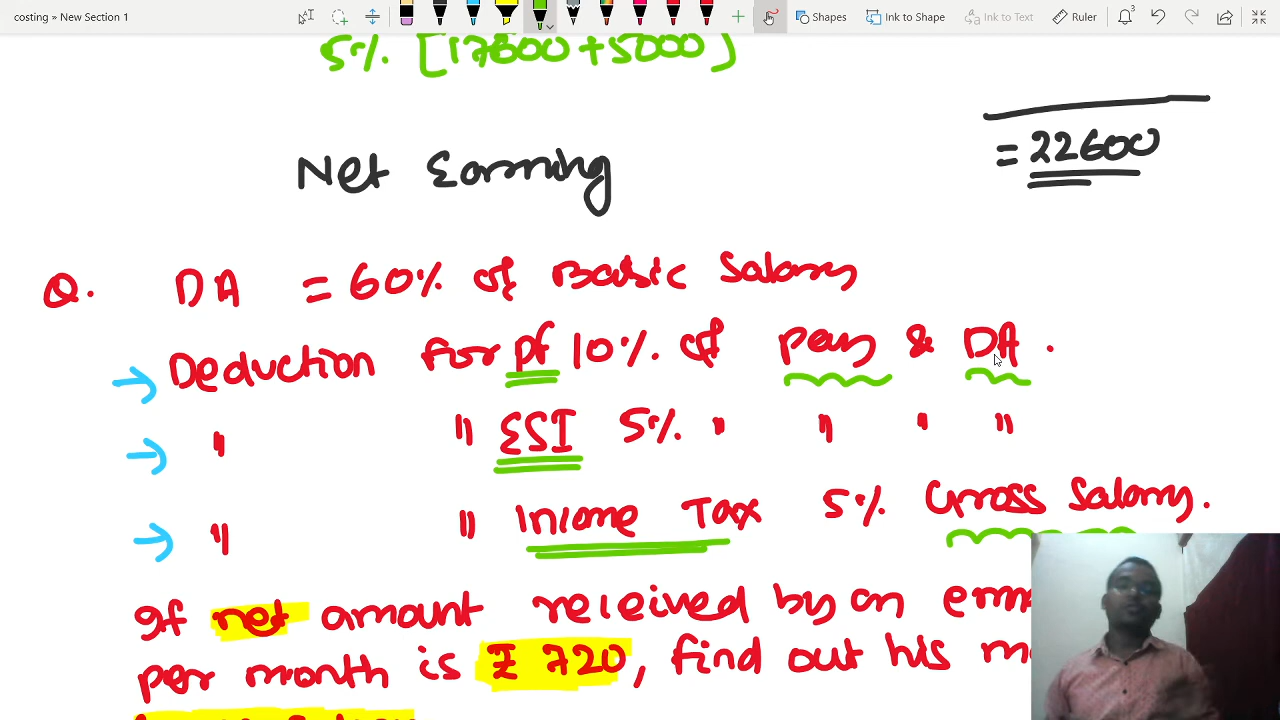 costing » New Section 1
Shapes Ink to Shape Ink to Text Ruler
5% [17600+5000]
= 22600
Net Earning
Q. DA = 60% of Basic Salary
→ Deduction for pf 10% of pay & DA.
→ " " ESI 5% " " " "
→ " " Income Tax 5% Gross Salary.
If net amount received by an
per month is ₹ 720, find out his